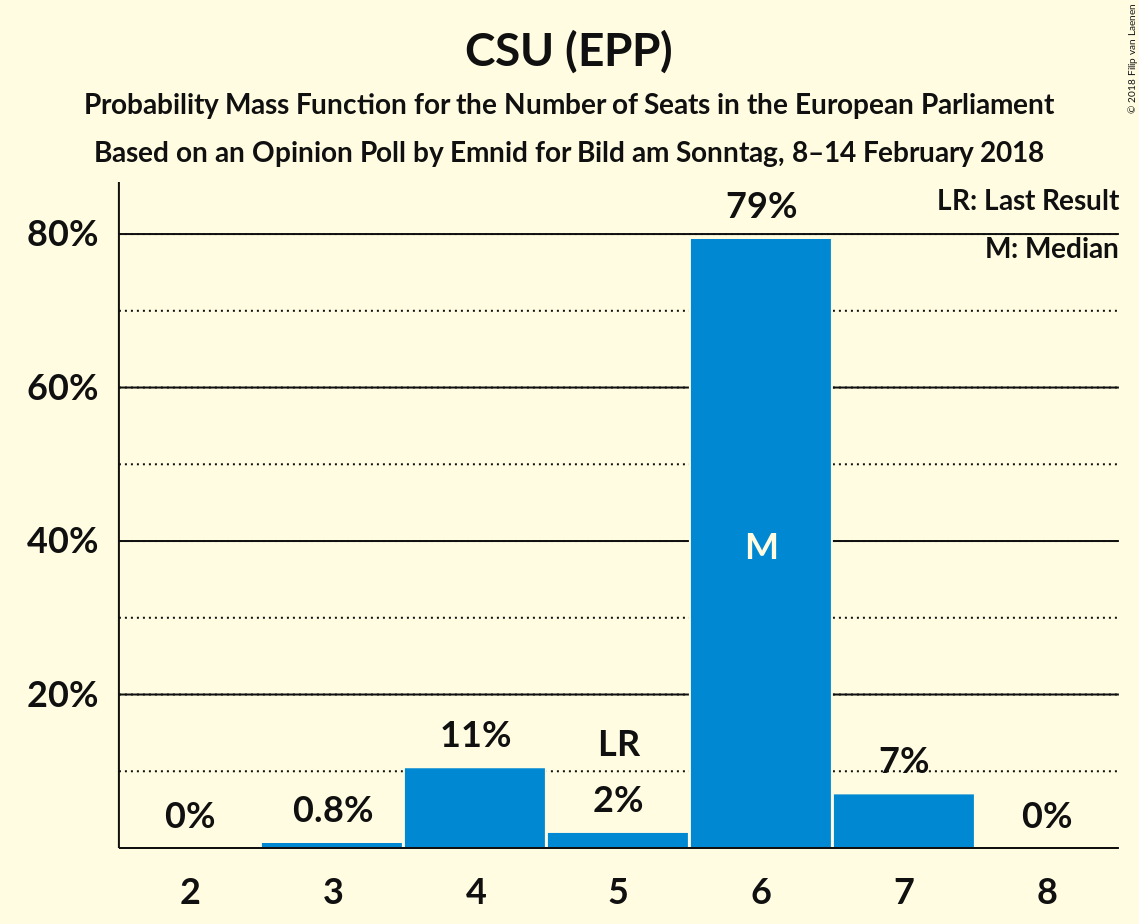 CSU (EPP)
Probability Mass Function for the Number of Seats in the European Parliament
Based on an Opinion Poll by Emnid for Bild am Sonntag, 8–14 February 2018
© 2018 Filip van Laenen
LR: Last Result
M: Median
80%
60%
40%
20%
0%
0.8%
11%
LR
2%
79%
M
7%
0%
2 3 4 5 6 7 8